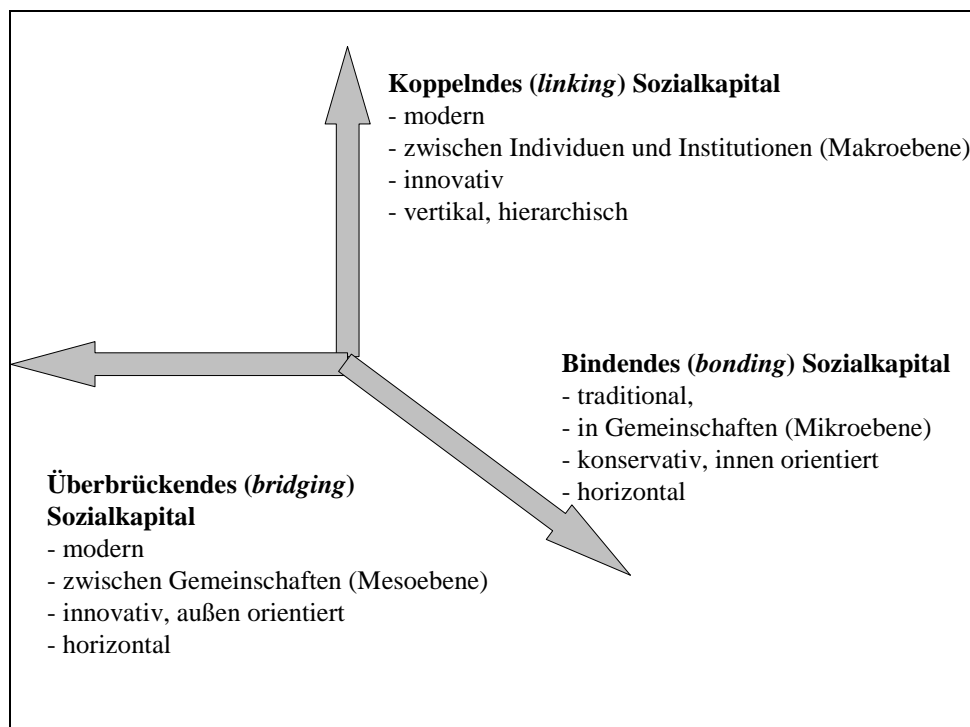 Koppelndes (linking) Sozialkapital
- modern
- zwischen Individuen und Institutionen (Makroebene)
- innovativ
- vertikal, hierarchisch
Bindendes (bonding) Sozialkapital
- traditional,
- in Gemeinschaften (Mikroebene)
- konservativ, innen orientiert
- horizontal
Überbrückendes (bridging)
Sozialkapital
- modern
- zwischen Gemeinschaften (Mesoebene)
- innovativ, außen orientiert
- horizontal